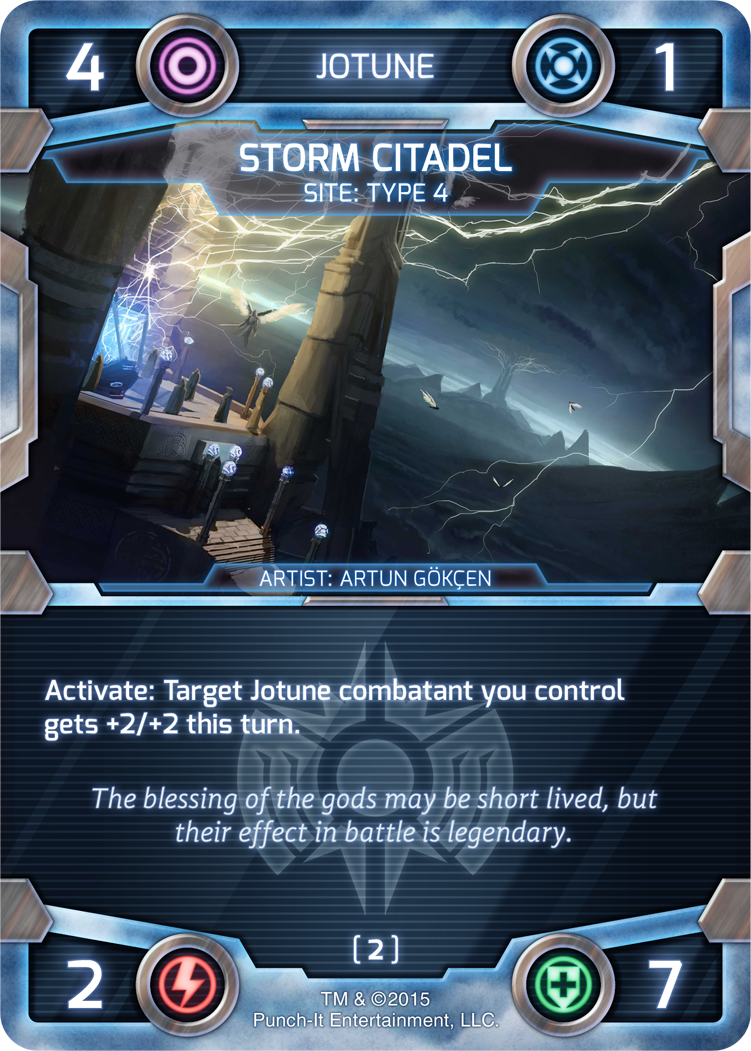 4 JOTUNE 1
STORM CITADEL
SITE: TYPE 4
ARTIST: ARTUN GÖKÇEN
Activate: Target Jotune combatant you control
gets +2/+2 this turn.
The blessing of the gods may be short lived, but
their effect in battle is legendary.
[2]
2 7
TM & ©2015
Punch-It Entertainment, LLC.